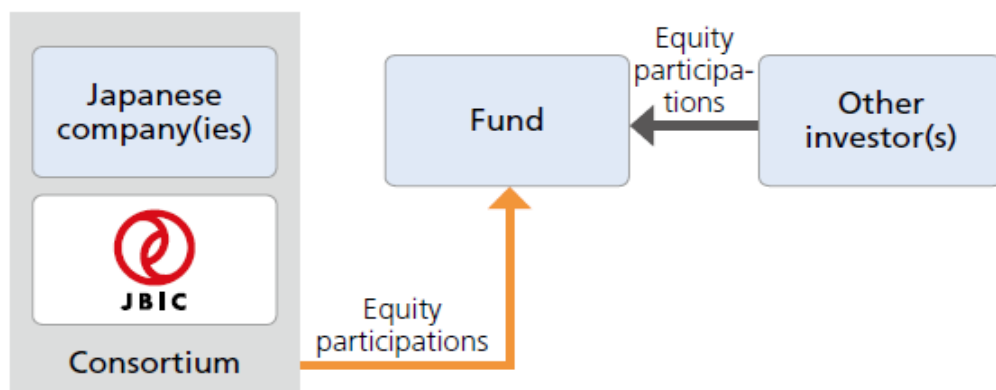 Japanese
company(ies)
JBIC
Consortium
Equity
participations
Fund
Equity
participa-
tions
Other
investor(s)